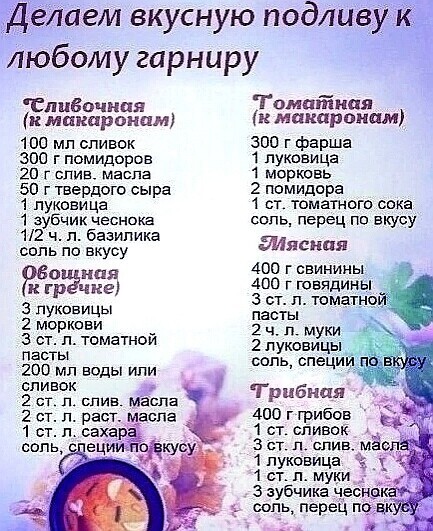 Делаем вкусную подливу к
любому гарниру
Сливочная
(к макаронам)
100 мл сливок
300 г помидоров
20 г слив. масла
50 г твердого сыра
1 луковица
1 зубчик чеснока
1/2 ч. л. базилика
соль по вкусу
Овощная
(к гречке)
3 луковицы
2 моркови
3 ст. л. томатной
пасты
200 мл воды или
сливок
2 ст. л. слив. масла
2 ст. л. раст. масла
1 ст. л. сахара
соль, специи по вкусу
Томатная
(к макаронам)
300 г фарша
1 луковица
1 морковь
2 помидора
1 ст. томатного сока
соль, перец по вкусу
Мясная
400 г свинины
400 г говядины
3 ст. л. томатной
пасты
2 ч. л. муки
2 луковицы
соль, специи по вкусу
Грибная
400 г грибов
1 ст. сливок
3 ст. л. слив. масла
1 луковица
1 ст. л. муки
3 зубчика чеснока
соль, перец по вкусу